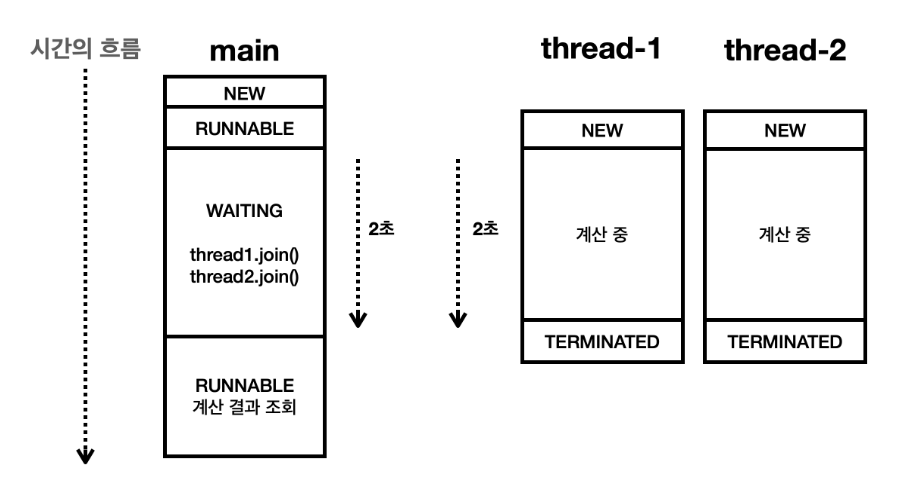 시간의 흐름
main
NEW
RUNNABLE
WAITING
thread1.join()
thread2.join()
RUNNABLE
계산 결과 조회
2초
2초
thread-1
NEW
계산 중
TERMINATED
thread-2
NEW
계산 중
TERMINATED